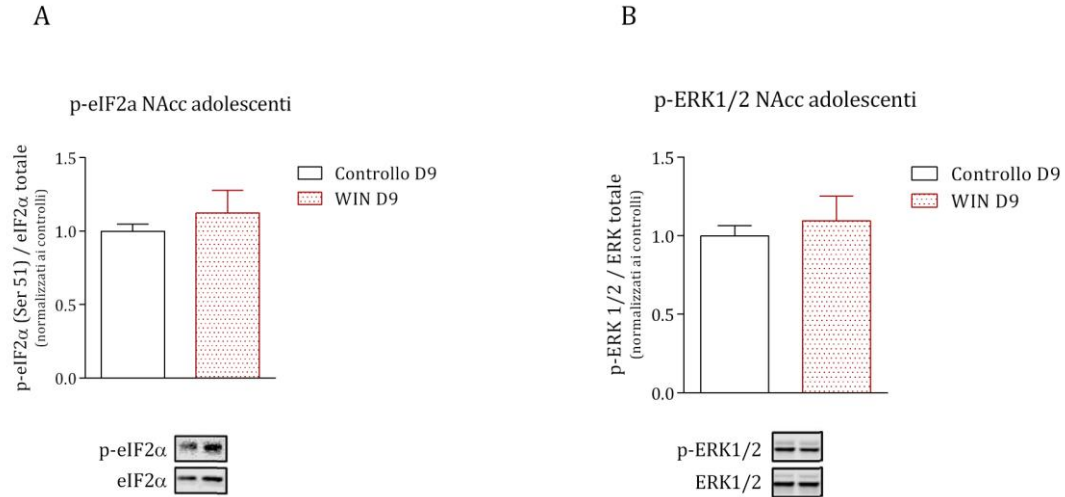 A
p-eIF2a NAcc adolescenti
p-eIF2α (Ser 51) / eIF2α totale
(normalizzati ai controlli)
1.5
1.0
0.5
0.0
Controllo D9
WIN D9
p-eIF2α
eIF2α
B
p-ERK1/2 NAcc adolescenti
p-ERK 1/2 / ERK totale
(normalizzati ai controlli)
1.5
1.0
0.5
0.0
Controllo D9
WIN D9
p-ERK1/2
ERK1/2